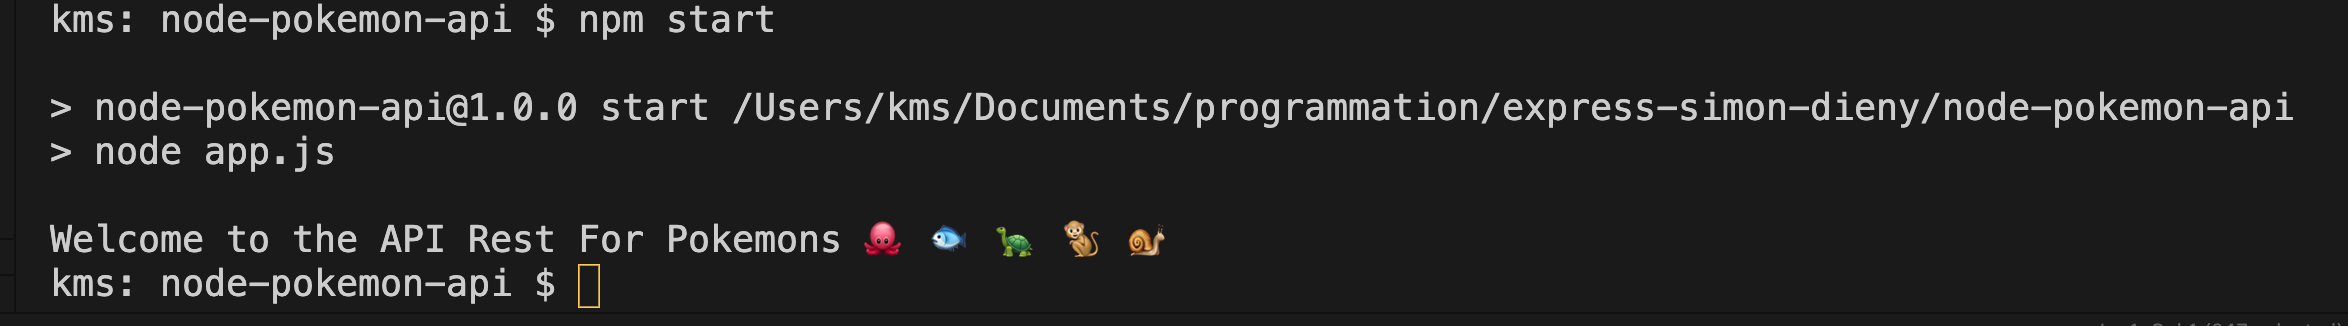 kms: node-pokemon-api $ npm start
> node-pokemon-api@1.0.0 start /Users/kms/Documents/programmation/express-simon-dieny/node-pokemon-api
> node app.js
Welcome to the API Rest For Pokemons 🐙 🐟 🐢 🐒 🐌
kms: node-pokemon-api $